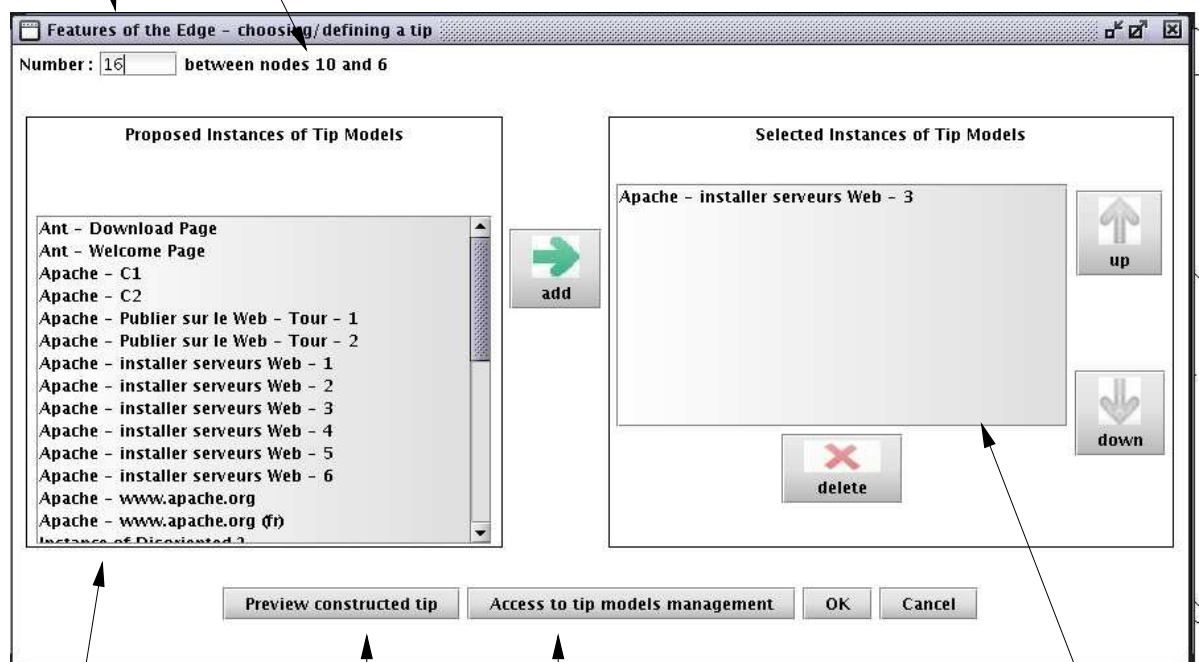 Features of the Edge - choosing/defining a tip
Number: 16 between nodes 10 and 6
Proposed Instances of Tip Models
Selected Instances of Tip Models
Ant - Download Page
Ant - Welcome Page
Apache - C1
Apache - C2
Apache - Publier sur le Web - Tour - 1
Apache - Publier sur le Web - Tour - 2
Apache - installer serveurs Web - 1
Apache - installer serveurs Web - 2
Apache - installer serveurs Web - 3
Apache - installer serveurs Web - 4
Apache - installer serveurs Web - 5
Apache - installer serveurs Web - 6
Apache - www.apache.org
Apache - www.apache.org (fr)
Instance of Disoriented 2
add
Apache - installer serveurs Web - 3
up
down
delete
Preview constructed tip
Access to tip models management
OK
Cancel